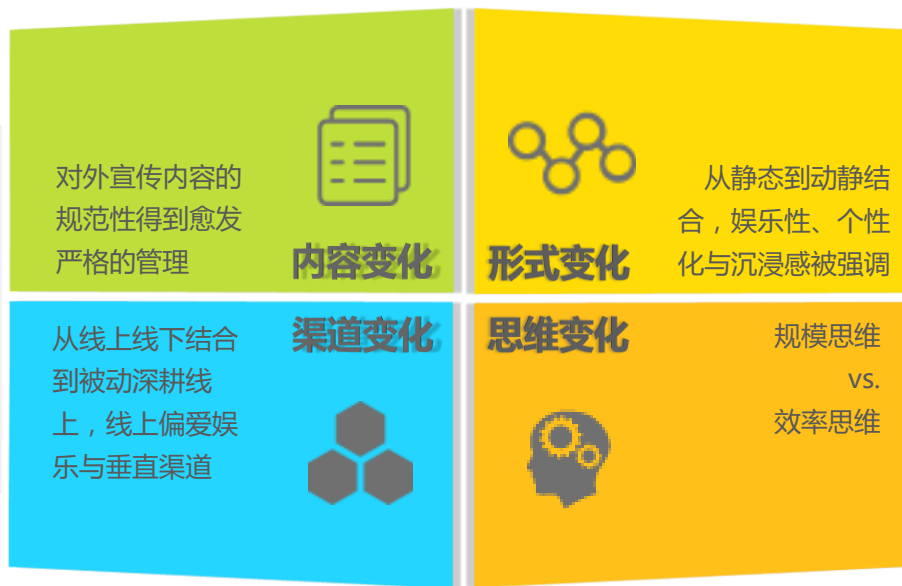 对外宣传内容的
规范性得到愈发
严格的管理
内容变化
从静态到动静结
合，娱乐性、个性
化与沉浸感被强调
形式变化
从线上线下结合
到被动深耕线
上，线上偏爱娱
乐与垂直渠道
渠道变化
思维变化
规模思维
vs.
效率思维